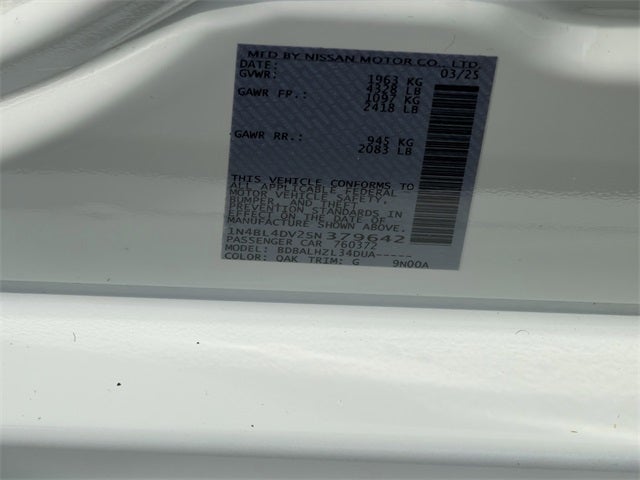 MFD BY NISSAN MOTOR CO., LTD.
DATE: 03/25
GVWR: 1963 KG
4328 LB
GAWR FR.: 1097 KG
2418 LB
GAWR RR.: 945 KG
2083 LB
THIS VEHICLE CONFORMS TO
ALL APPLICABLE FEDERAL
MOTOR VEHICLE SAFETY,
BUMPER, AND THEFT
PREVENTION STANDARDS IN
EFFECT ON THE DATE OF
MANUFACTURE SHOWN ABOVE.
1N4BL4DV2SN379642
PASSENGER CAR 760372
MODEL: BDBALHZL34DUA-----
COLOR: QAK TRIM: G 9N00A